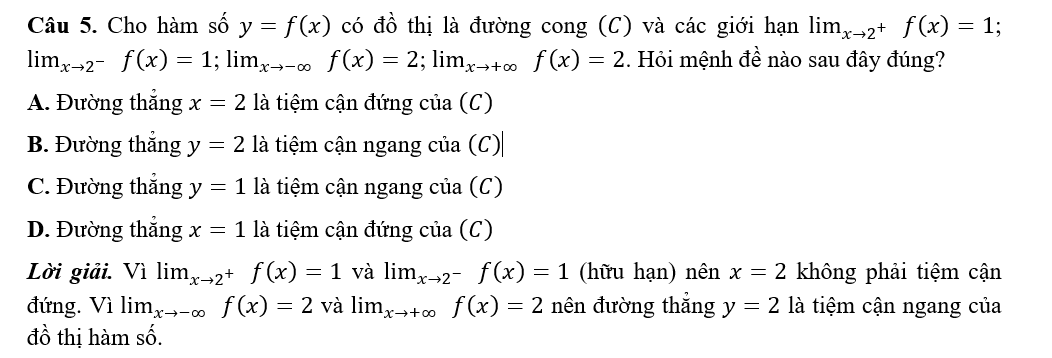 Câu 5. Cho hàm số y = f(x) có đồ thị là đường cong (C) và các giới hạn lim_{x→2⁺} f(x) = 1;
lim_{x→2⁻} f(x) = 1; lim_{x→−∞} f(x) = 2; lim_{x→+∞} f(x) = 2. Hỏi mệnh đề nào sau đây đúng?
A. Đường thẳng x = 2 là tiệm cận đứng của (C)
B. Đường thẳng y = 2 là tiệm cận ngang của (C)
C. Đường thẳng y = 1 là tiệm cận ngang của (C)
D. Đường thẳng x = 1 là tiệm cận đứng của (C)
Lời giải. Vì lim_{x→2⁺} f(x) = 1 và lim_{x→2⁻} f(x) = 1 (hữu hạn) nên x = 2 không phải tiệm cận
đứng. Vì lim_{x→−∞} f(x) = 2 và lim_{x→+∞} f(x) = 2 nên đường thẳng y = 2 là tiệm cận ngang của
đồ thị hàm số.